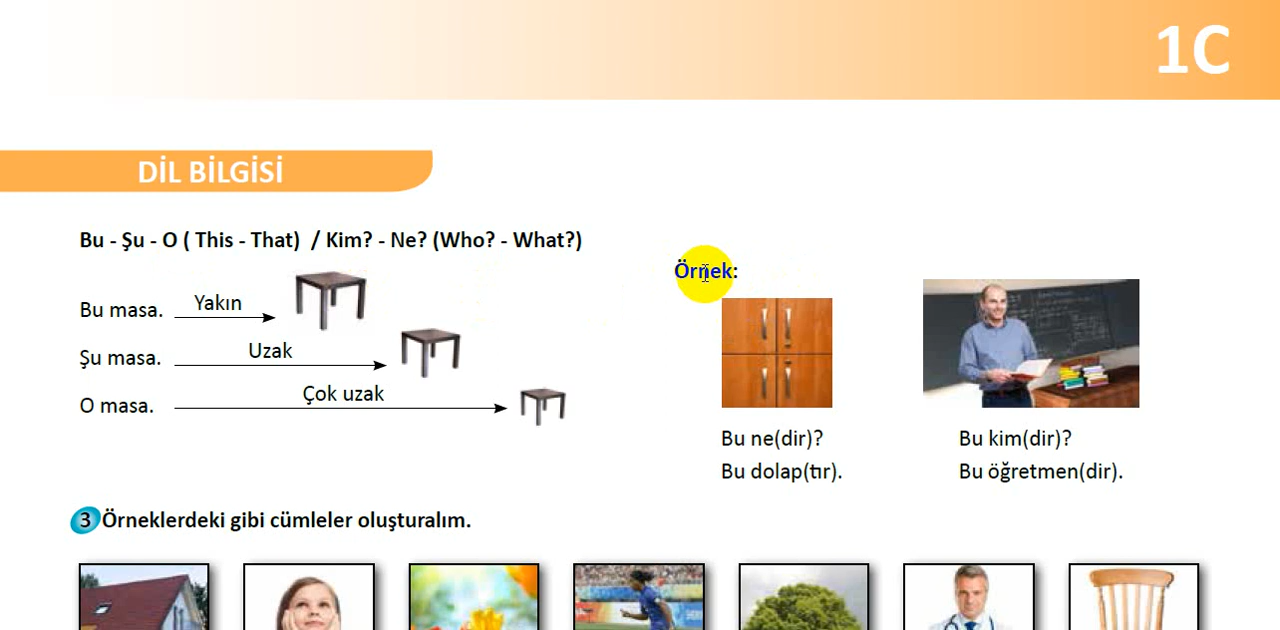 1C
DİL BİLGİSİ
Bu - Şu - O ( This - That)  / Kim? - Ne? (Who? - What?)
Bu masa.
Yakın
Şu masa.
Uzak
O masa.
Çok uzak
Örnek:
Bu ne(dir)?
Bu dolap(tır).
Bu kim(dir)?
Bu öğretmen(dir).
3 Örneklerdeki gibi cümleler oluşturalım.